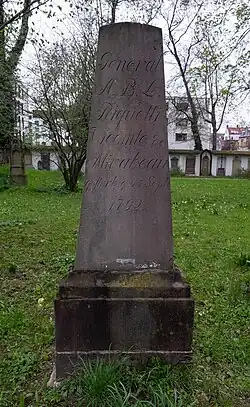 General
A. B. L.
Riquetti
Vicomte de
Mirabeau
1792